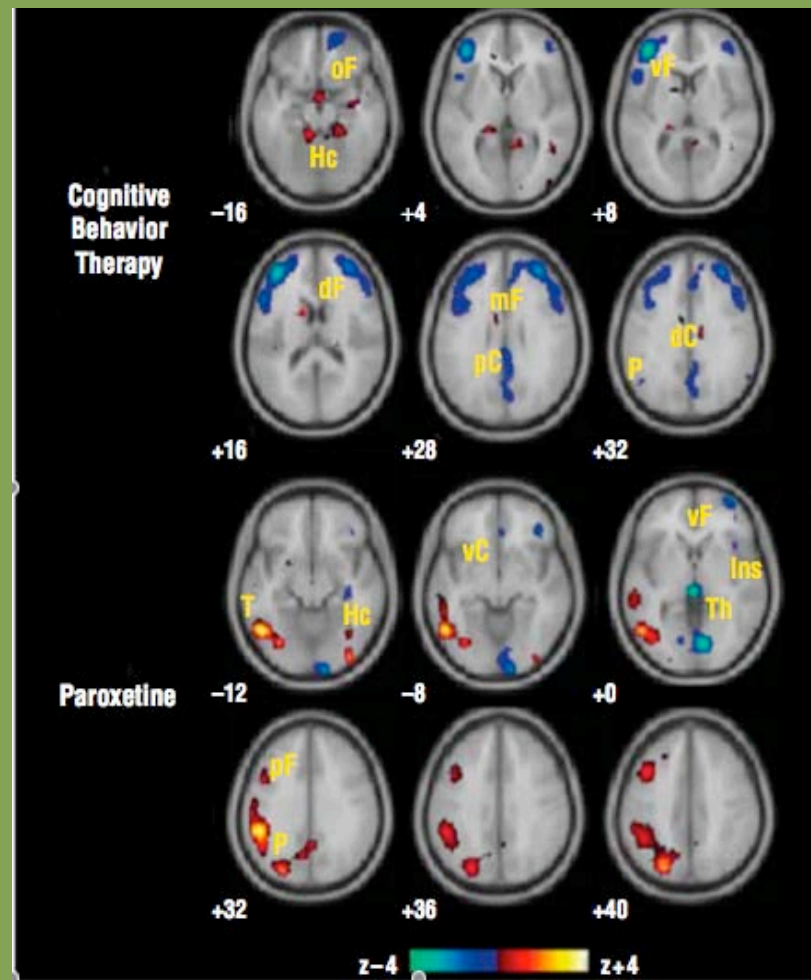 oF
Hc
vF
Cognitive
Behavior
Therapy
–16
+4
+8
dF
mF
dC
pC
P
+16
+28
+32
vC
vF
Ins
T
Hc
Th
Paroxetine
–12
–8
+0
pF
P
+32
+36
+40
z–4
z+4